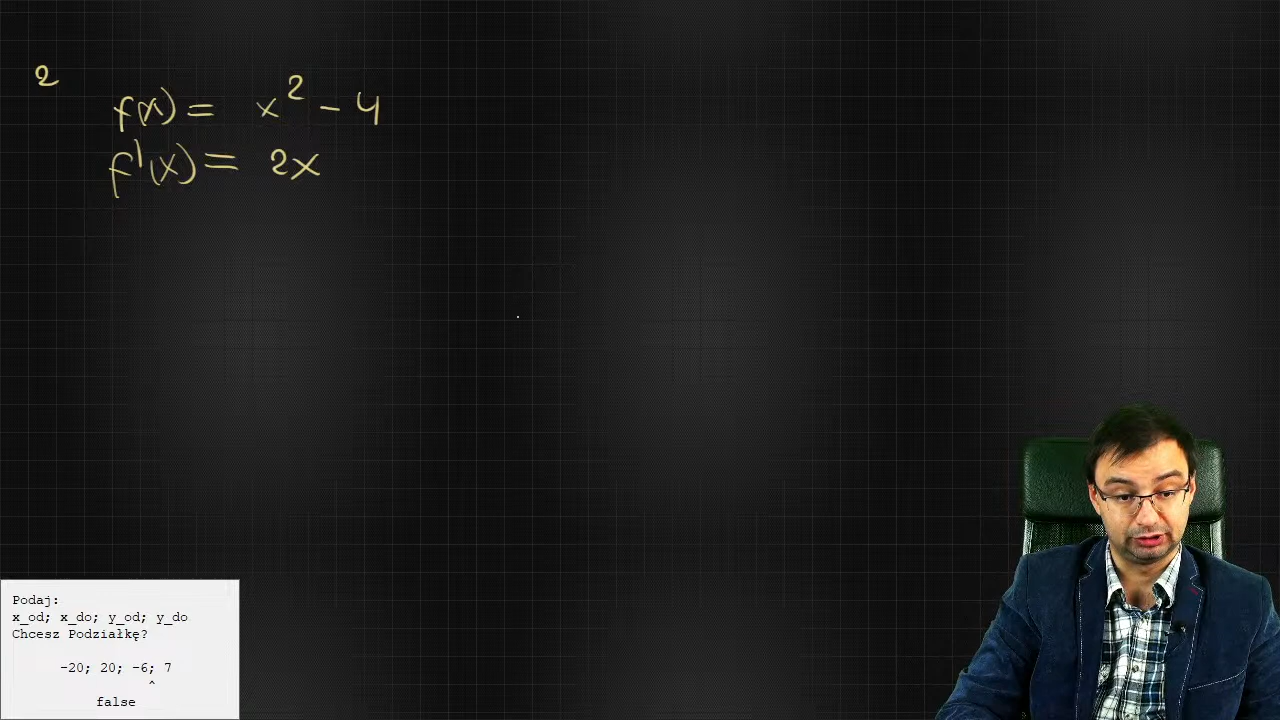 2
f(x) = x² - 4
f'(x) = 2x
Podaj:
x_od; x_do; y_od; y_do
Chcesz Podziałkę?
-20; 20; -6; 7
^
false